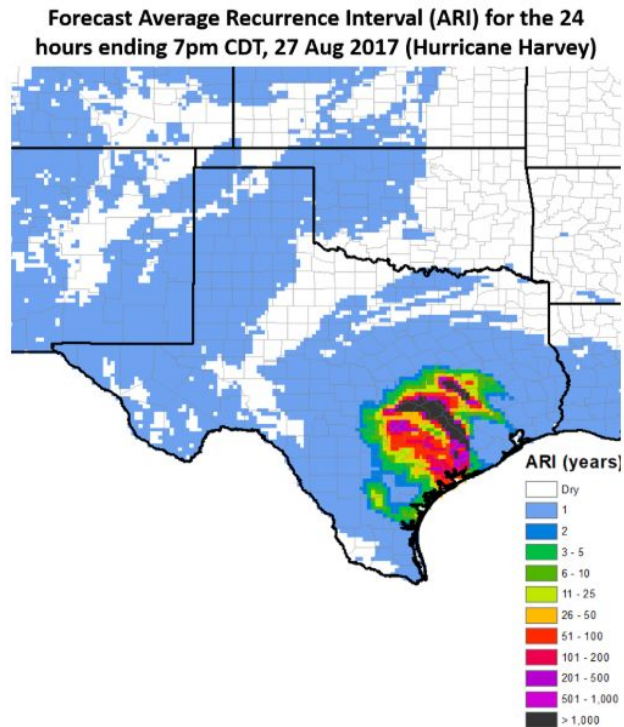 Forecast Average Recurrence Interval (ARI) for the 24
hours ending 7pm CDT, 27 Aug 2017 (Hurricane Harvey)
ARI (years)
Dry
1
2
3 - 5
6 - 10
11 - 25
26 - 50
51 - 100
101 - 200
201 - 500
501 - 1,000
> 1,000